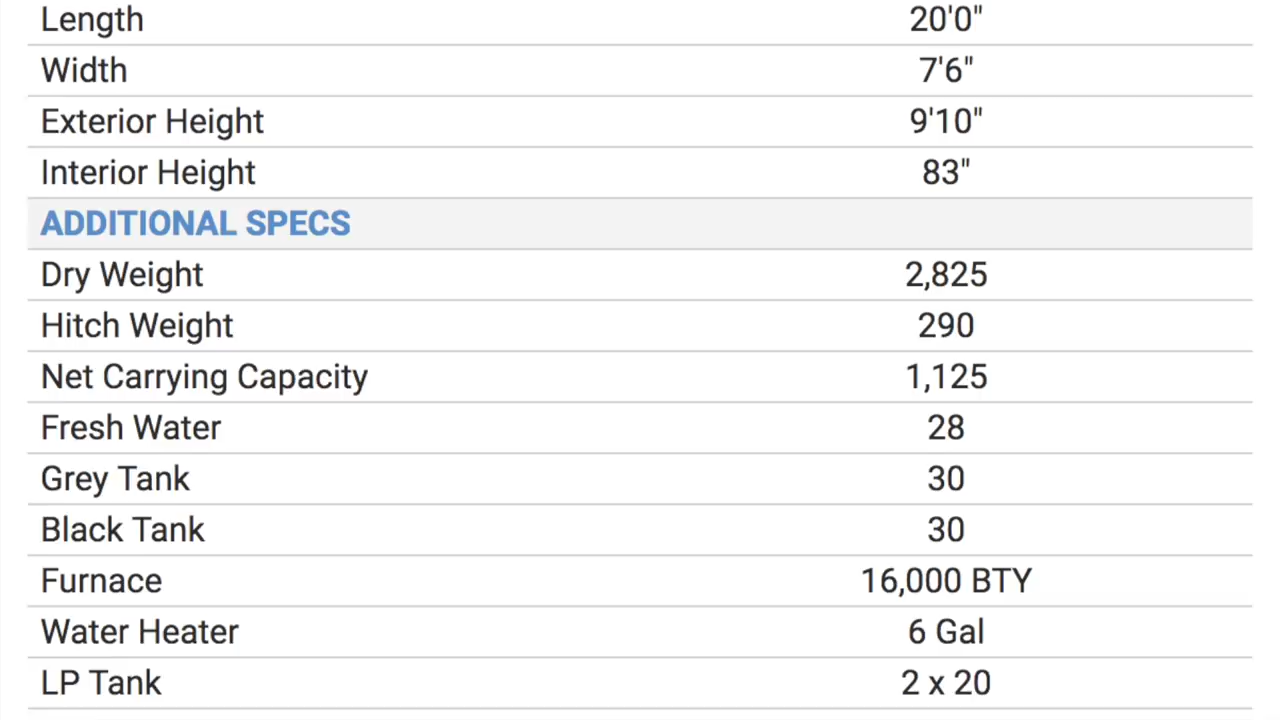 Length 20'0"
Width 7'6"
Exterior Height 9'10"
Interior Height 83"
ADDITIONAL SPECS
Dry Weight 2,825
Hitch Weight 290
Net Carrying Capacity 1,125
Fresh Water 28
Grey Tank 30
Black Tank 30
Furnace 16,000 BTY
Water Heater 6 Gal
LP Tank 2 x 20